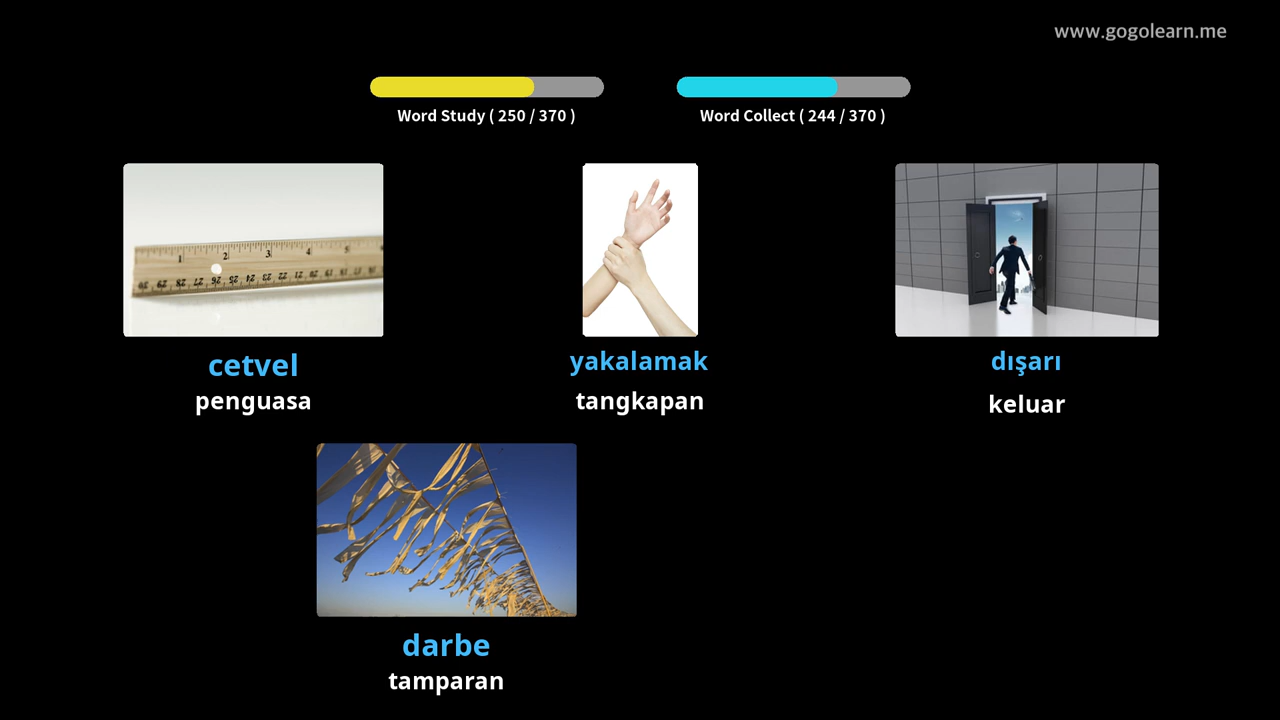 www.gogolearn.me
Word Study ( 250 / 370 )
Word Collect ( 244 / 370 )
cetvel
penguasa
yakalamak
tangkapan
dışarı
keluar
darbe
tamparan